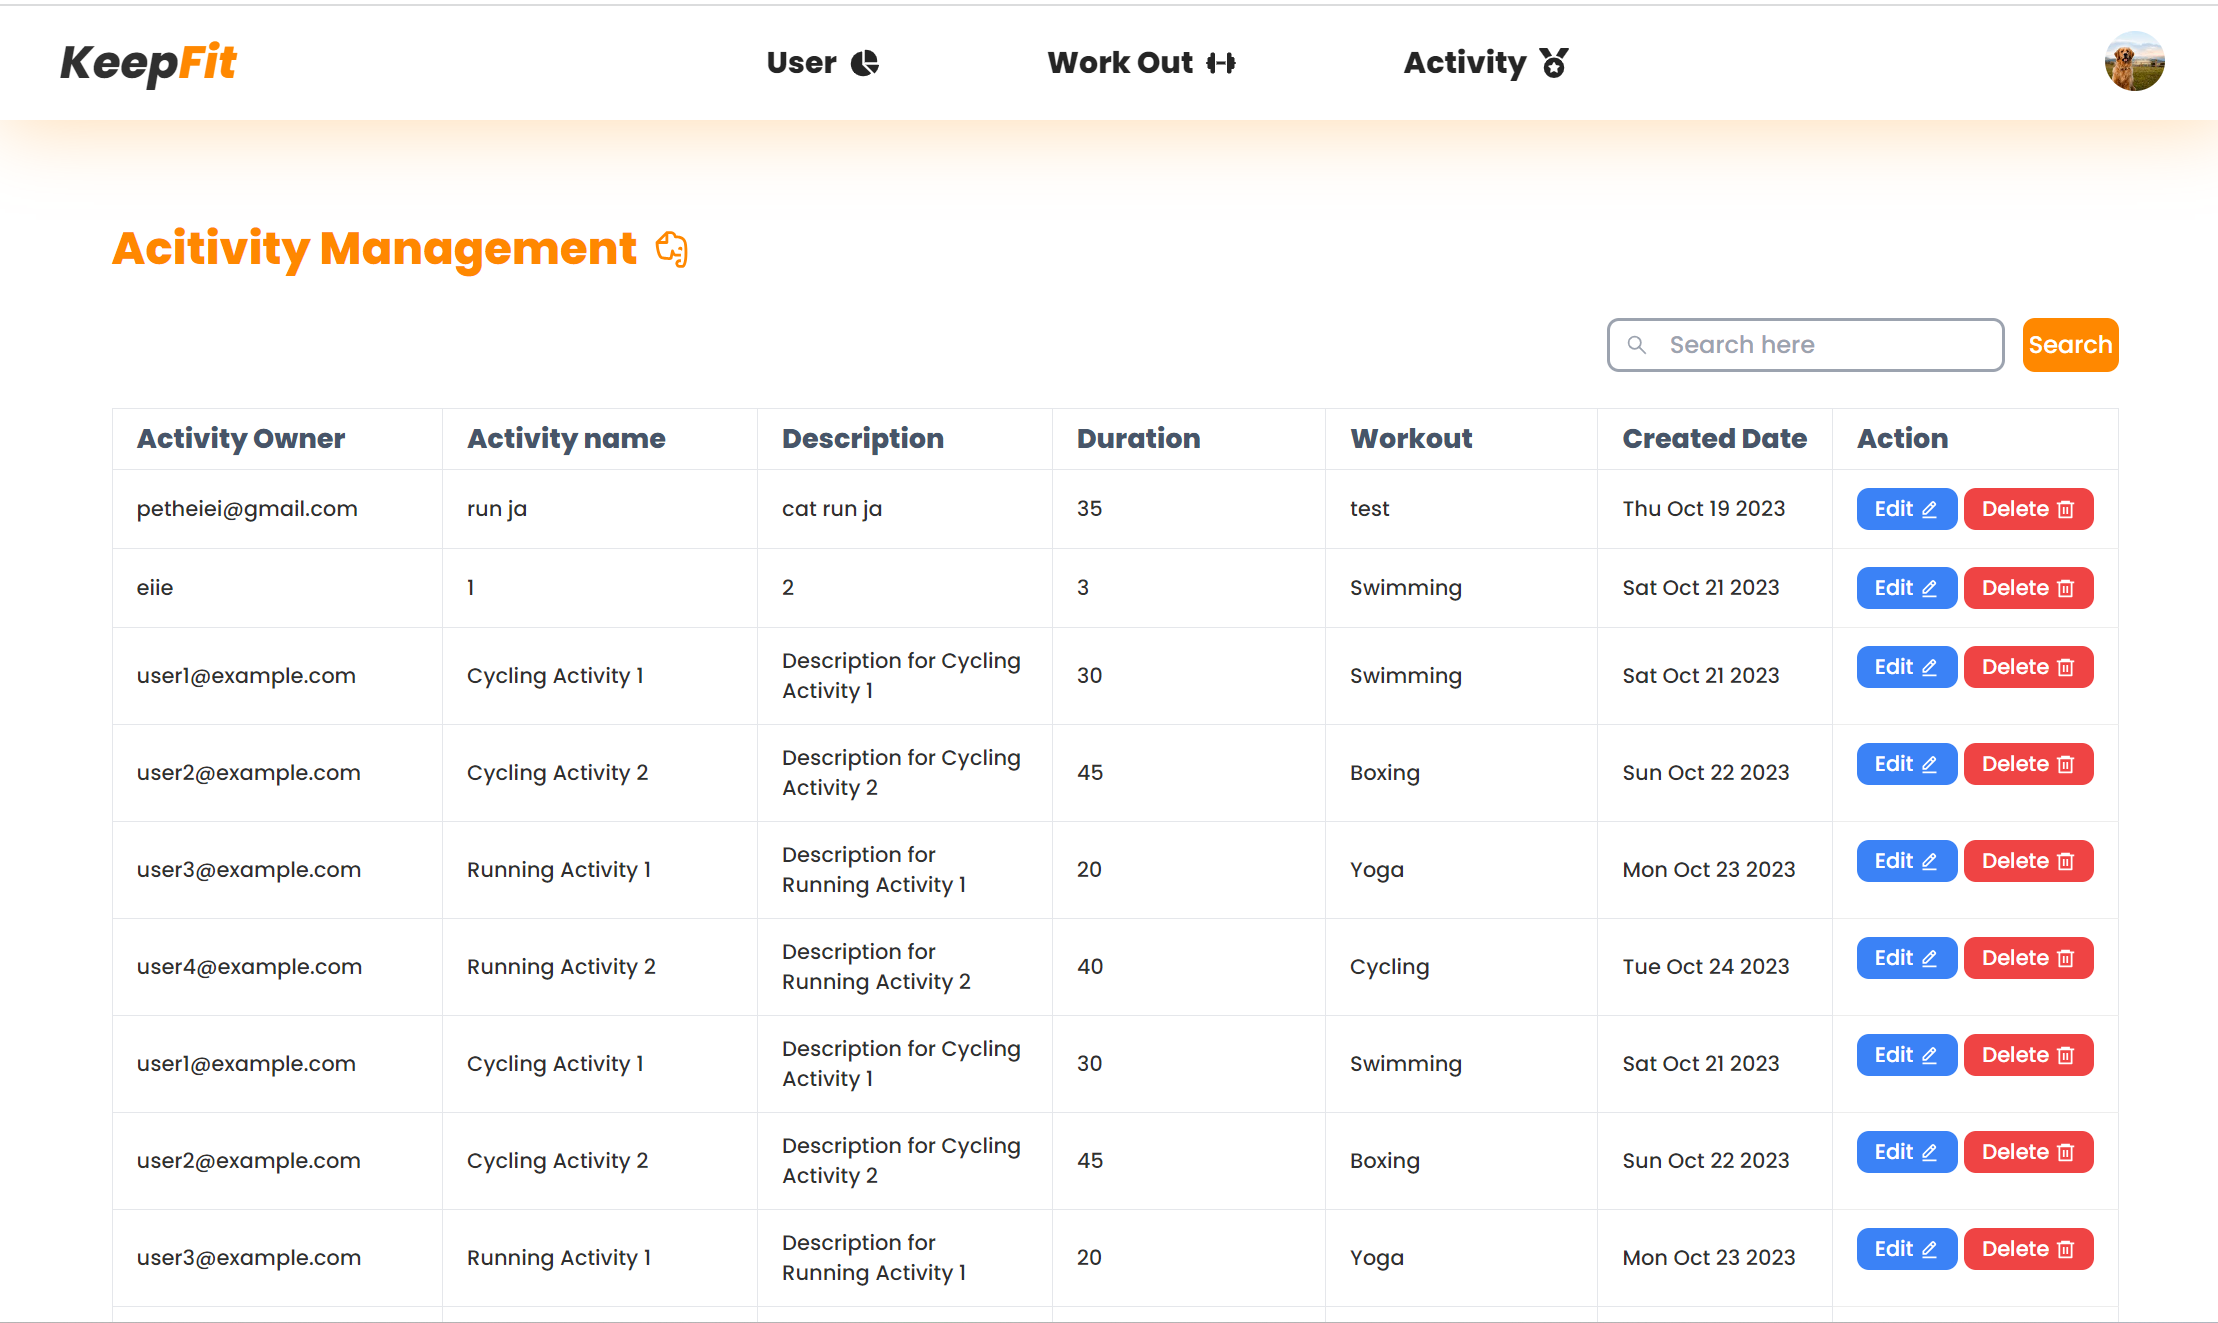 KeepFit
User
Work Out
Activity
Acitivity Management
Search here
Search
Activity Owner Activity name Description Duration Workout Created Date Action
petheiei@gmail.com run ja cat run ja 35 test Thu Oct 19 2023 Edit Delete
eiie 1 2 3 Swimming Sat Oct 21 2023 Edit Delete
user1@example.com Cycling Activity 1 Description for Cycling Activity 1 30 Swimming Sat Oct 21 2023 Edit Delete
user2@example.com Cycling Activity 2 Description for Cycling Activity 2 45 Boxing Sun Oct 22 2023 Edit Delete
user3@example.com Running Activity 1 Description for Running Activity 1 20 Yoga Mon Oct 23 2023 Edit Delete
user4@example.com Running Activity 2 Description for Running Activity 2 40 Cycling Tue Oct 24 2023 Edit Delete
user1@example.com Cycling Activity 1 Description for Cycling Activity 1 30 Swimming Sat Oct 21 2023 Edit Delete
user2@example.com Cycling Activity 2 Description for Cycling Activity 2 45 Boxing Sun Oct 22 2023 Edit Delete
user3@example.com Running Activity 1 Description for Running Activity 1 20 Yoga Mon Oct 23 2023 Edit Delete